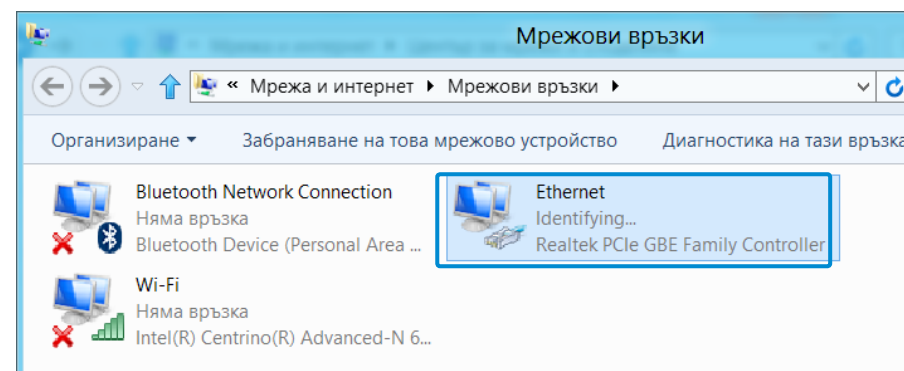 Мрежови връзки
« Мрежа и интернет Мрежови връзки
Организиране Забраняване на това мрежово устройство Диагностика на тази връзка
Bluetooth Network Connection
Няма връзка
Bluetooth Device (Personal Area ...
Ethernet
Identifying...
Realtek PCIe GBE Family Controller
Wi-Fi
Няма връзка
Intel(R) Centrino(R) Advanced-N 6...